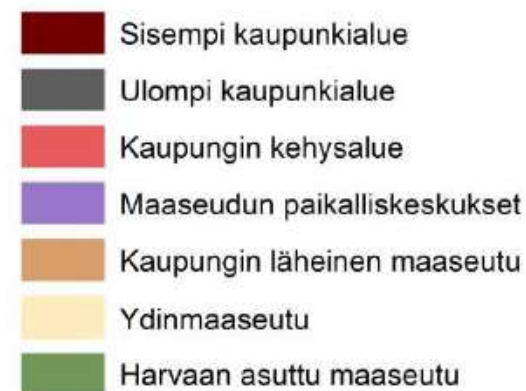 Sisempi kaupunkialue
Ulompi kaupunkialue
Kaupungin kehysalue
Maaseudun paikalliskeskukset
Kaupungin läheinen maaseutu
Ydinmaaseutu
Harvaan asuttu maaseutu